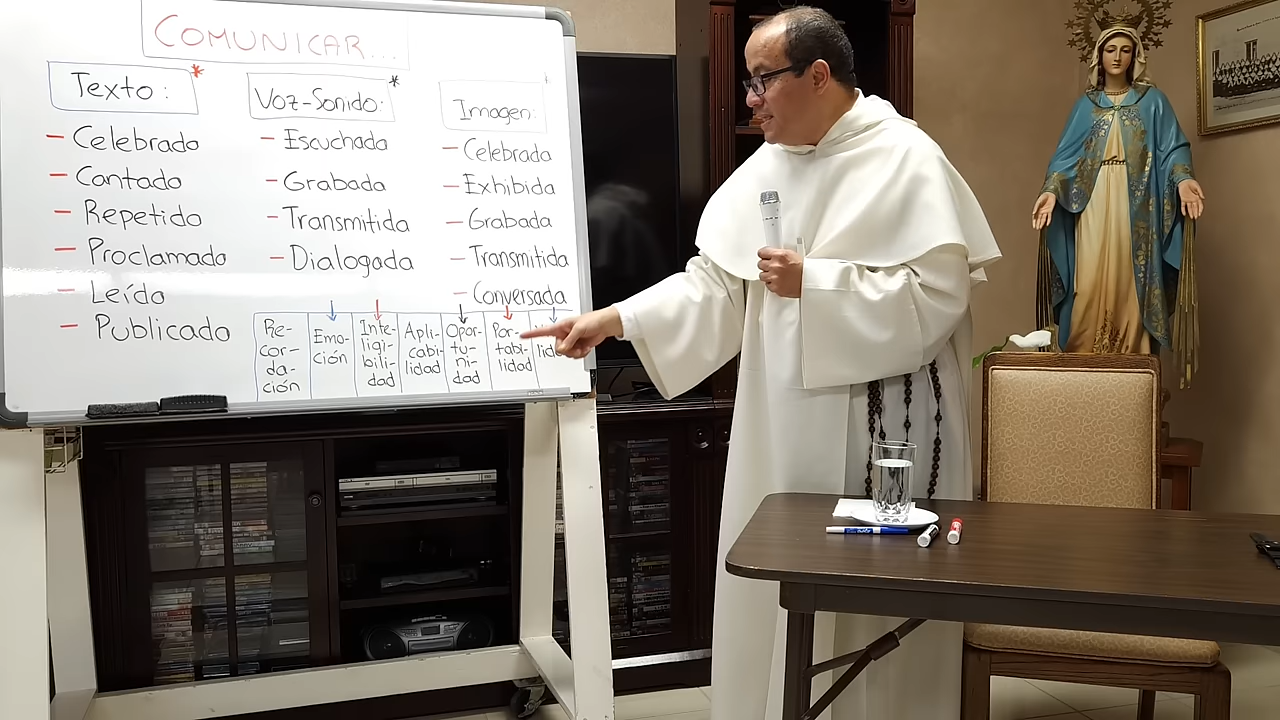 COMUNICAR...
Texto:
- Celebrado
- Cantado
- Repetido
- Proclamado
- Leído
- Publicado
Voz-Sonido:
- Escuchada
- Grabada
- Transmitida
- Dialogada
Imagen:
- Celebrada
- Exhibida
- Grabada
- Transmitida
- Conversada
Re-
cor-
da-
ción
Emo-
ción
Inte-
ligi-
bili-
dad
Apli-
cabi-
lidad
Opor-
tu-
ni-
dad
Por-
tabi-
lidad